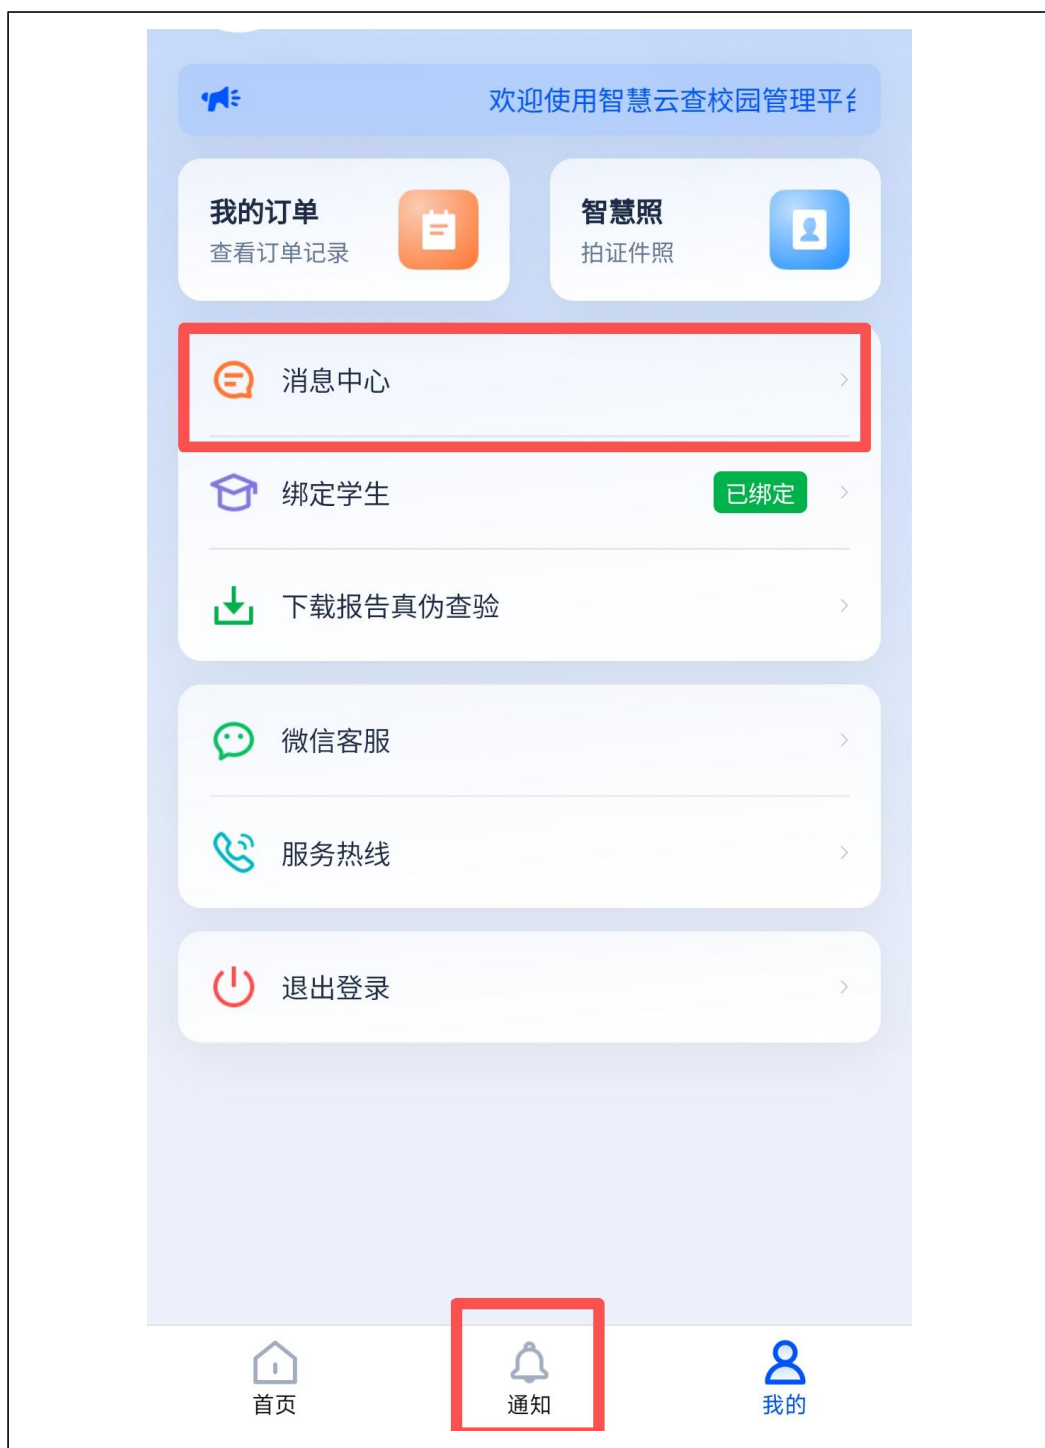 欢迎使用智慧云查校园管理平
我的订单
查看订单记录
智慧照
拍证件照
消息中心
绑定学生
已绑定
下载报告真伪查验
微信客服
服务热线
退出登录
首页
通知
我的